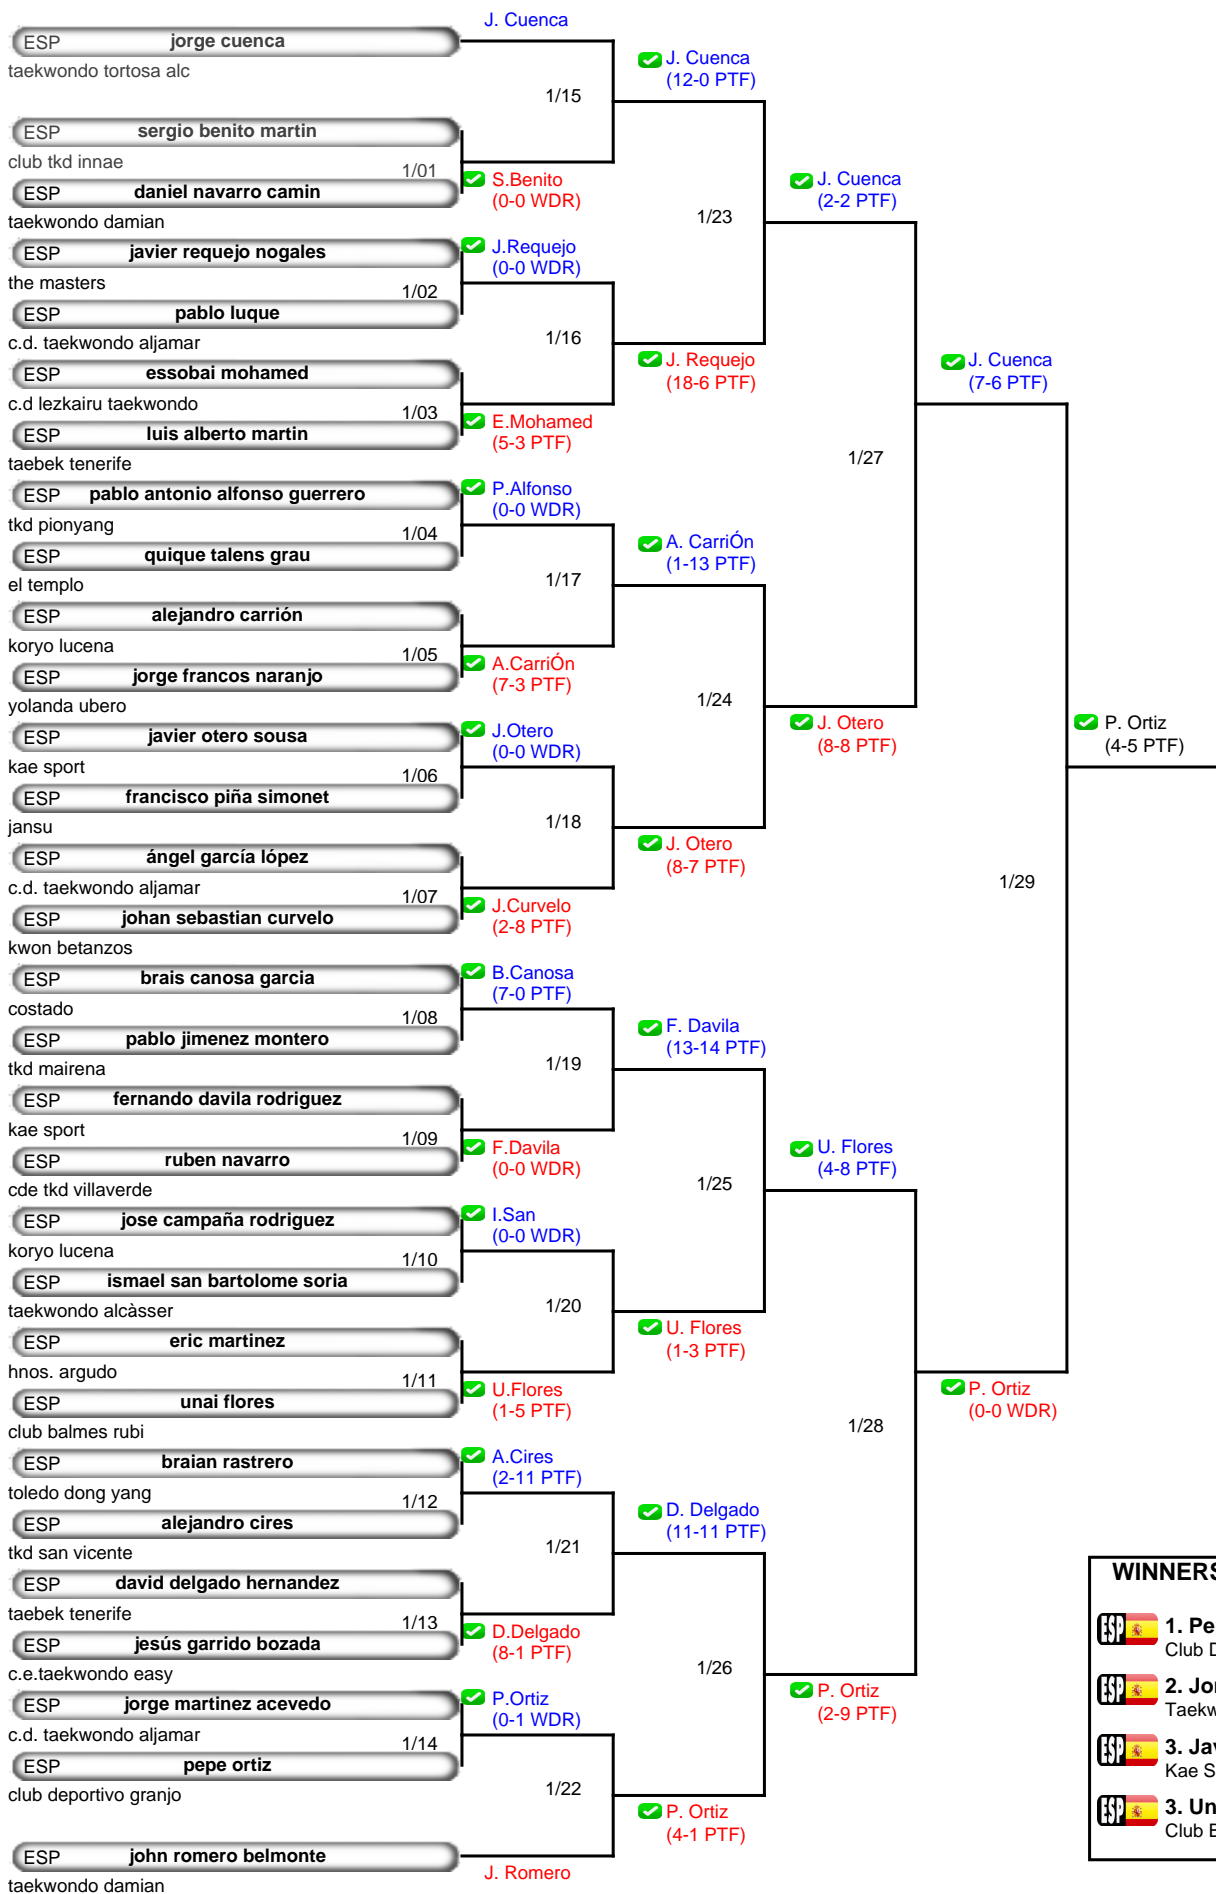 J. Cuenca
ESP jorge cuenca
taekwondo tortosa alc
J. Cuenca
(12-0 PTF)
1/15
ESP sergio benito martin
club tkd innae
1/01
S.Benito
(0-0 WDR)
ESP daniel navarro camin
taekwondo damian
J. Cuenca
(2-2 PTF)
1/23
ESP javier requejo nogales
the masters
J.Requejo
(0-0 WDR)
1/02
ESP pablo luque
c.d. taekwondo aljamar
1/16
J. Requejo
(18-6 PTF)
J. Cuenca
(7-6 PTF)
ESP essobai mohamed
c.d lezkairu taekwondo
1/03
E.Mohamed
(5-3 PTF)
ESP luis alberto martin
taebek tenerife
1/27
ESP pablo antonio alfonso guerrero
tkd pionyang
P.Alfonso
(0-0 WDR)
1/04
ESP quique talens grau
el templo
A. CarriÓn
(1-13 PTF)
1/17
ESP alejandro carrión
koryo lucena
1/05
A.CarriÓn
(7-3 PTF)
ESP jorge francos naranjo
yolanda ubero
1/24
J. Otero
(8-8 PTF)
P. Ortiz
(4-5 PTF)
ESP javier otero sousa
kae sport
J.Otero
(0-0 WDR)
1/06
ESP francisco piña simonet
jansu
1/18
J. Otero
(8-7 PTF)
ESP ángel garcía lópez
c.d. taekwondo aljamar
1/07
J.Curvelo
(2-8 PTF)
1/29
ESP johan sebastian curvelo
kwon betanzos
ESP brais canosa garcia
costado
B.Canosa
(7-0 PTF)
1/08
ESP pablo jimenez montero
tkd mairena
F. Davila
(13-14 PTF)
1/19
ESP fernando davila rodriguez
kae sport
1/09
F.Davila
(0-0 WDR)
ESP ruben navarro
cde tkd villaverde
U. Flores
(4-8 PTF)
1/25
ESP jose campaña rodriguez
koryo lucena
I.San
(0-0 WDR)
1/10
ESP ismael san bartolome soria
taekwondo alcàsser
1/20
U. Flores
(1-3 PTF)
ESP eric martinez
hnos. argudo
1/11
U.Flores
(1-5 PTF)
P. Ortiz
(0-0 WDR)
ESP unai flores
club balmes rubi
1/28
ESP braian rastrero
toledo dong yang
A.Cires
(2-11 PTF)
1/12
ESP alejandro cires
tkd san vicente
D. Delgado
(11-11 PTF)
1/21
ESP david delgado hernandez
taebek tenerife
1/13
D.Delgado
(8-1 PTF)
ESP jesús garrido bozada
c.e.taekwondo easy
1/26
P. Ortiz
(2-9 PTF)
ESP jorge martinez acevedo
c.d. taekwondo aljamar
P.Ortiz
(0-1 WDR)
1/14
ESP pepe ortiz
club deportivo granjo
1/22
P. Ortiz
(4-1 PTF)
ESP john romero belmonte
J. Romero
taekwondo damian
WINNERS
ESP 1. Pe
Club D
ESP 2. Jor
Taekw
ESP 3. Jav
Kae S
ESP 3. Un
Club B